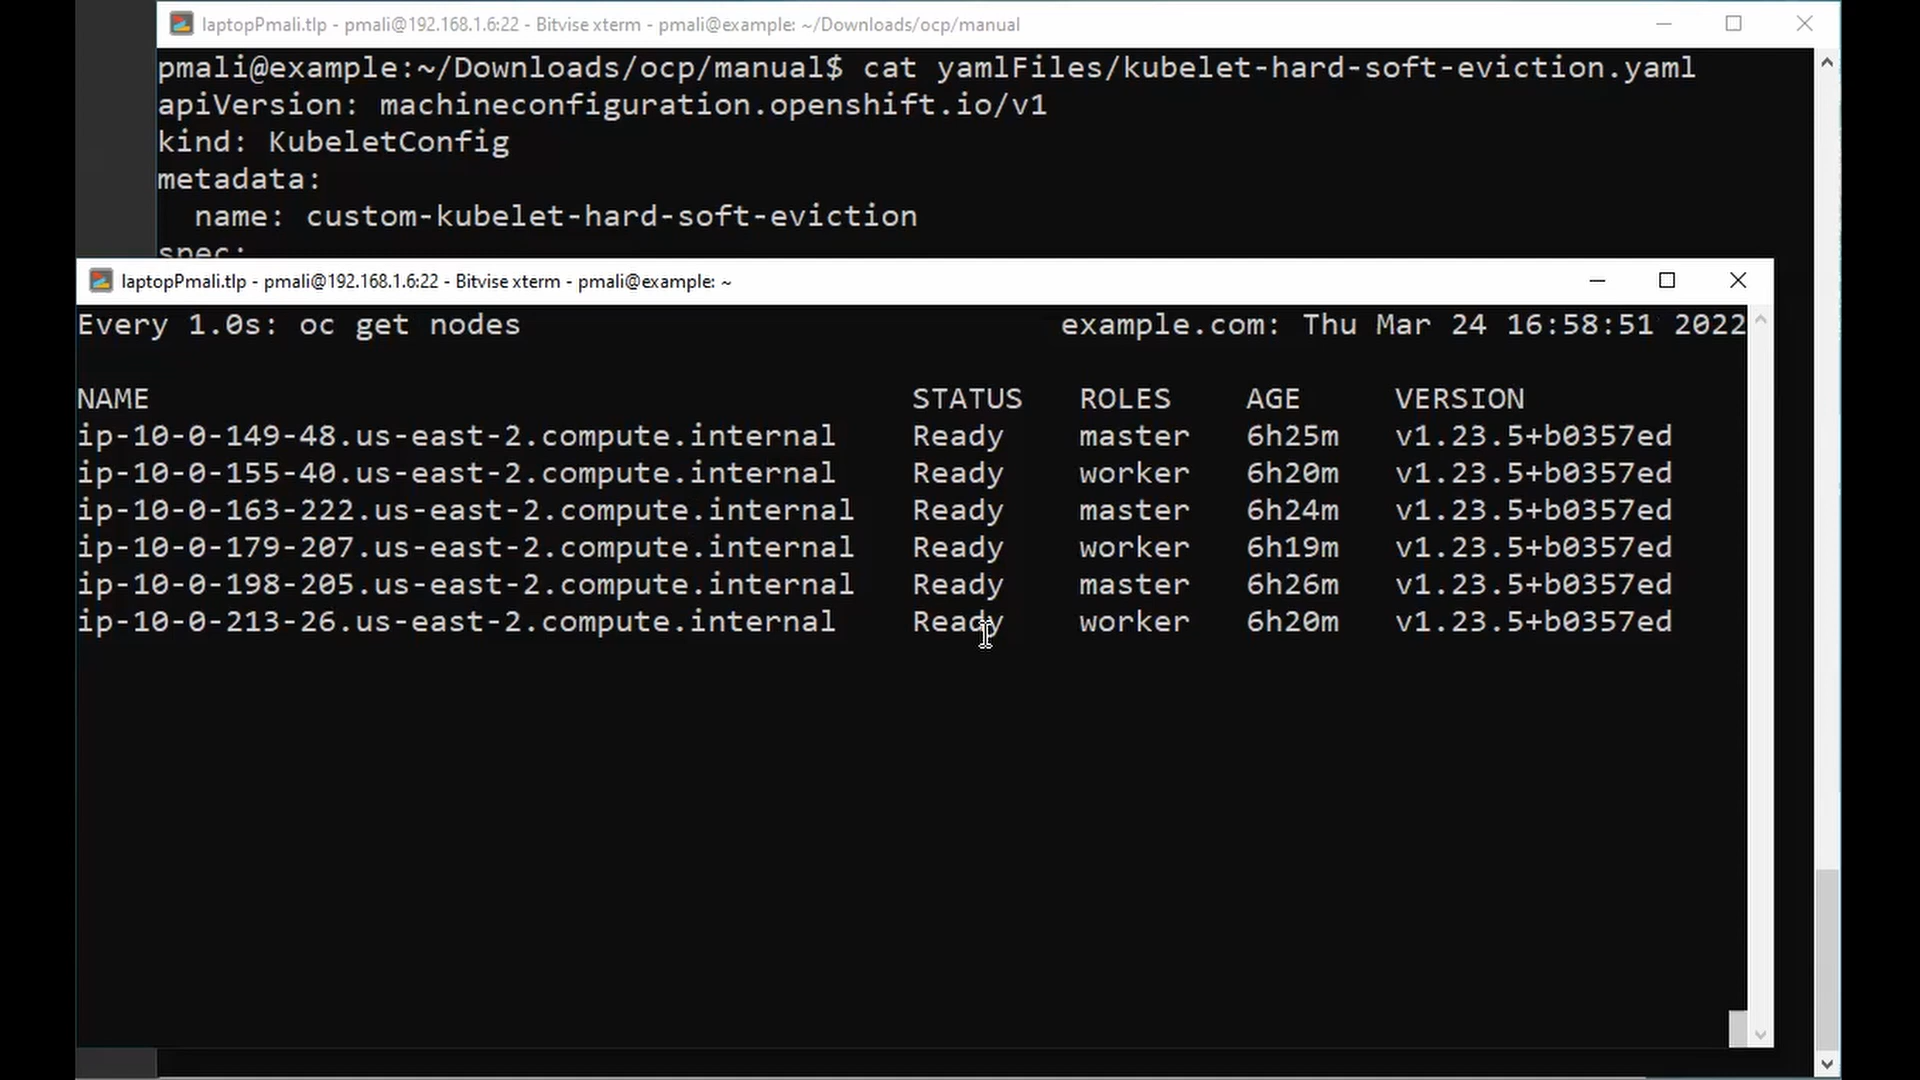 laptopPmali.tlp - pmali@192.168.1.6:22 - Bitvise xterm - pmali@example: ~/Downloads/ocp/manual
pmali@example:~/Downloads/ocp/manual$ cat yamlFiles/kubelet-hard-soft-eviction.yaml
apiVersion: machineconfiguration.openshift.io/v1
kind: KubeletConfig
metadata:
  name: custom-kubelet-hard-soft-eviction
spec:
laptopPmali.tlp - pmali@192.168.1.6:22 - Bitvise xterm - pmali@example: ~
Every 1.0s: oc get nodes example.com: Thu Mar 24 16:58:51 2022
NAME STATUS ROLES AGE VERSION
ip-10-0-149-48.us-east-2.compute.internal Ready master 6h25m v1.23.5+b0357ed
ip-10-0-155-40.us-east-2.compute.internal Ready worker 6h20m v1.23.5+b0357ed
ip-10-0-163-222.us-east-2.compute.internal Ready master 6h24m v1.23.5+b0357ed
ip-10-0-179-207.us-east-2.compute.internal Ready worker 6h19m v1.23.5+b0357ed
ip-10-0-198-205.us-east-2.compute.internal Ready master 6h26m v1.23.5+b0357ed
ip-10-0-213-26.us-east-2.compute.internal Ready worker 6h20m v1.23.5+b0357ed